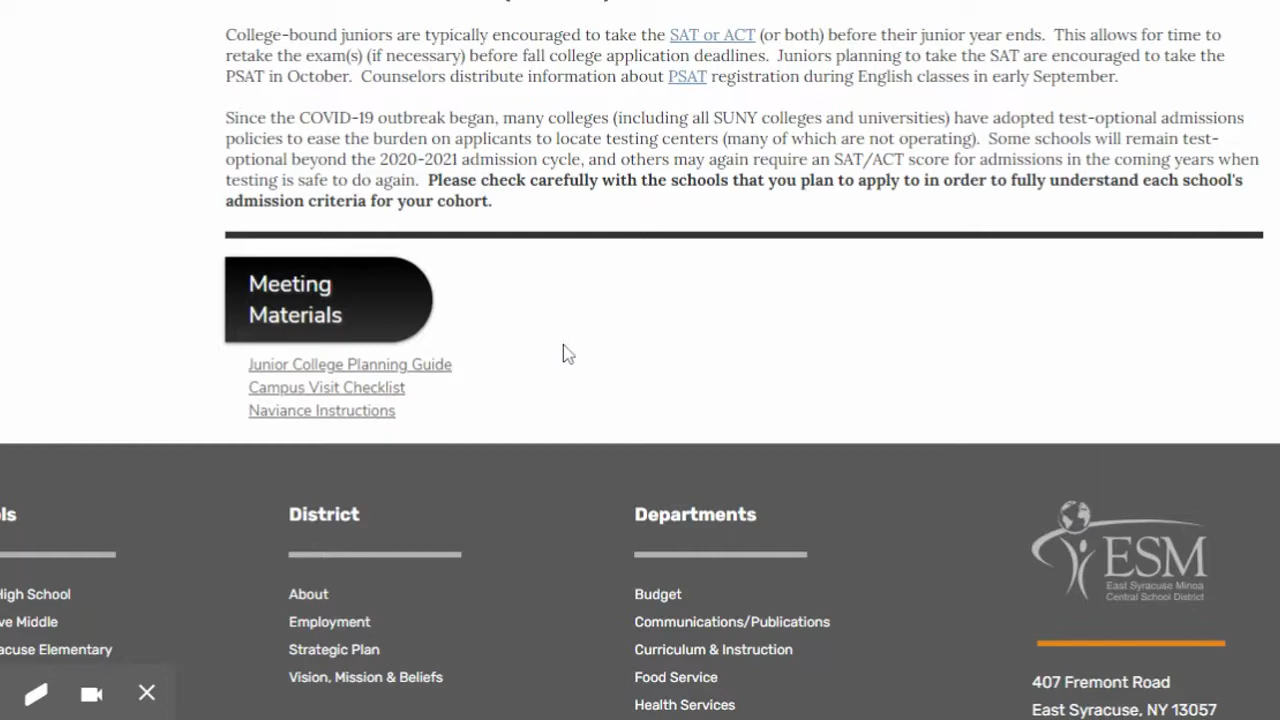 College-bound juniors are typically encouraged to take the SAT or ACT (or both) before their junior year ends.  This allows for time to
retake the exam(s) (if necessary) before fall college application deadlines.  Juniors planning to take the SAT are encouraged to take the
PSAT in October.  Counselors distribute information about PSAT registration during English classes in early September.
Since the COVID-19 outbreak began, many colleges (including all SUNY colleges and universities) have adopted test-optional admissions
policies to ease the burden on applicants to locate testing centers (many of which are not operating).  Some schools will remain test-
optional beyond the 2020-2021 admission cycle, and others may again require an SAT/ACT score for admissions in the coming years when
testing is safe to do again.  Please check carefully with the schools that you plan to apply to in order to fully understand each school's
admission criteria for your cohort.
Meeting
Materials
Junior College Planning Guide
Campus Visit Checklist
Naviance Instructions
ls
High School
ve Middle
acuse Elementary
District
About
Employment
Strategic Plan
Vision, Mission & Beliefs
Departments
Budget
Communications/Publications
Curriculum & Instruction
Food Service
Health Services
ESM
East Syracuse Minoa
Central School District
407 Fremont Road
East Syracuse, NY 13057